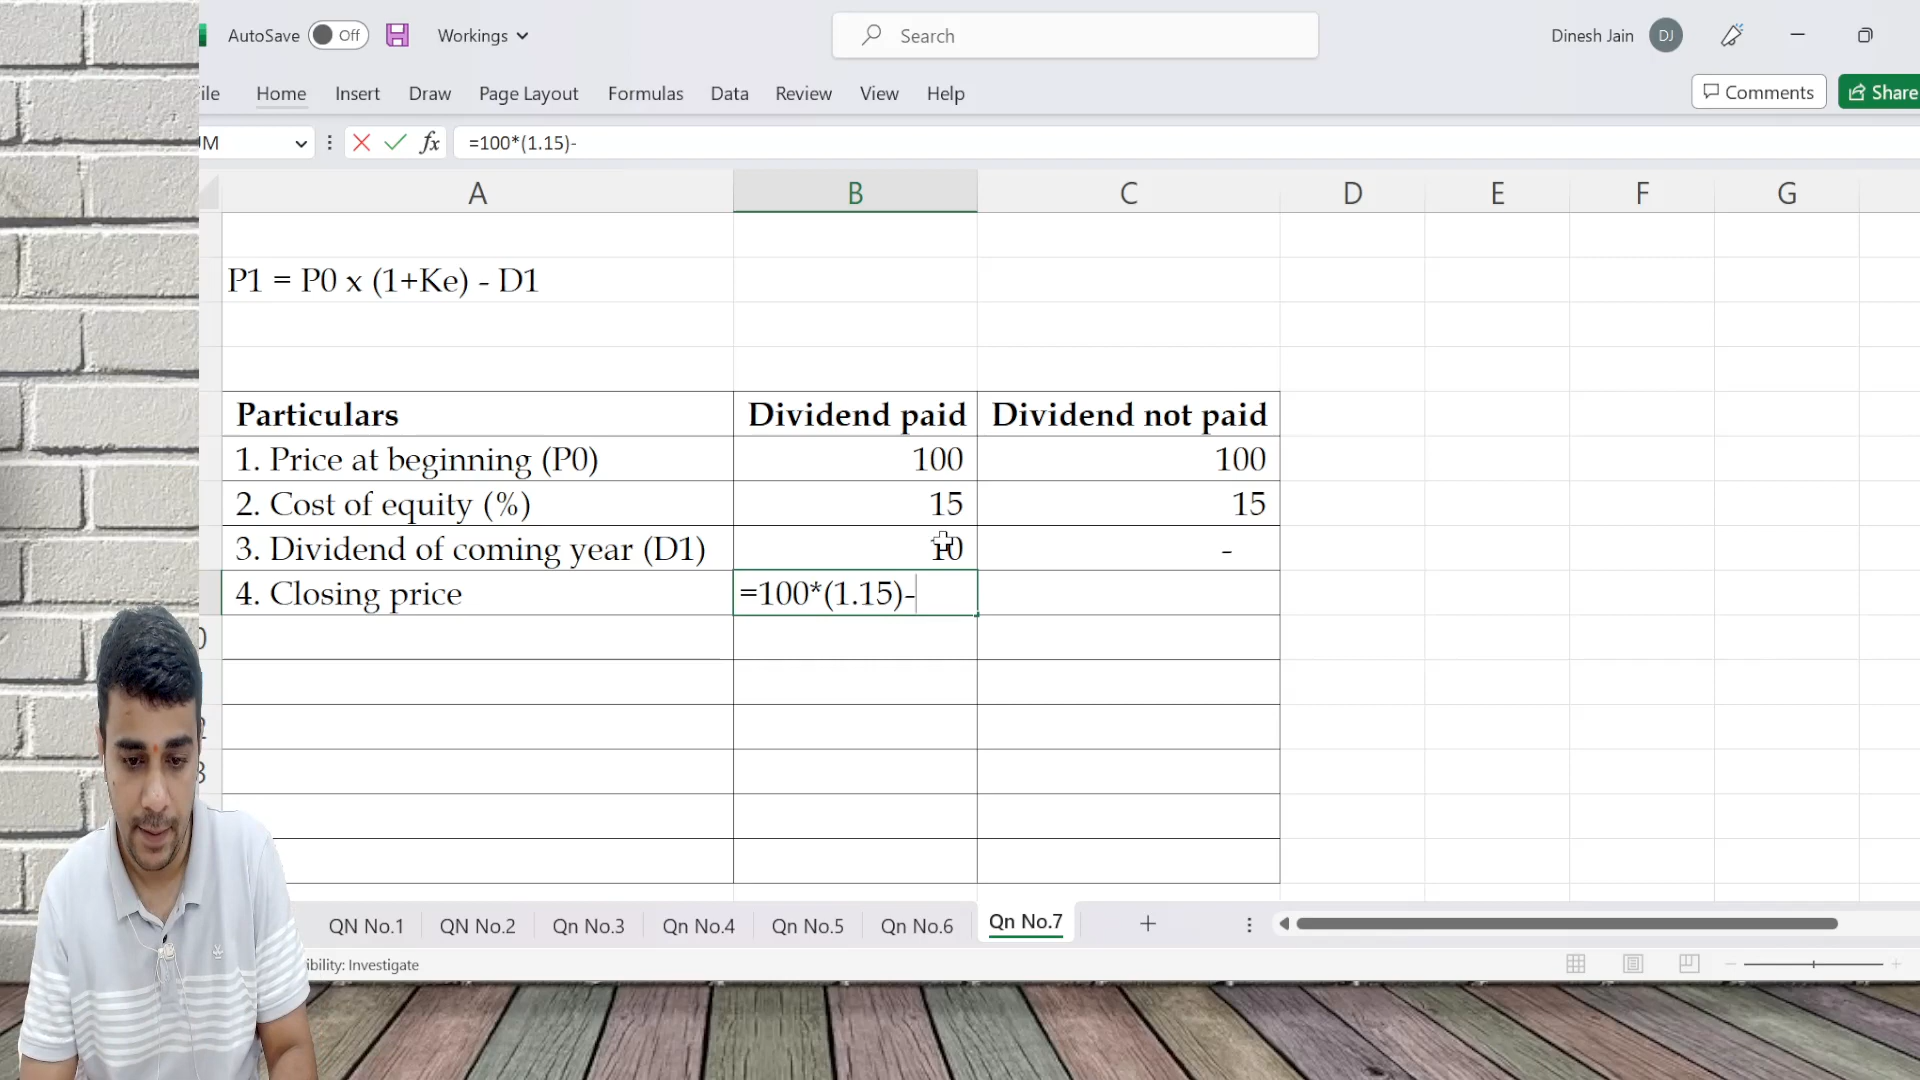 AutoSave Off Workings Search Dinesh Jain DJ
ile Home Insert Draw Page Layout Formulas Data Review View Help Comments Share
JM fx =100*(1.15)-
A B C D E F G
P1 = P0 x (1+Ke) - D1
Particulars Dividend paid Dividend not paid
1. Price at beginning (P0) 100 100
2. Cost of equity (%) 15 15
3. Dividend of coming year (D1) 10 -
4. Closing price =100*(1.15)-
QN No.1 QN No.2 Qn No.3 Qn No.4 Qn No.5 Qn No.6 Qn No.7
ibility: Investigate